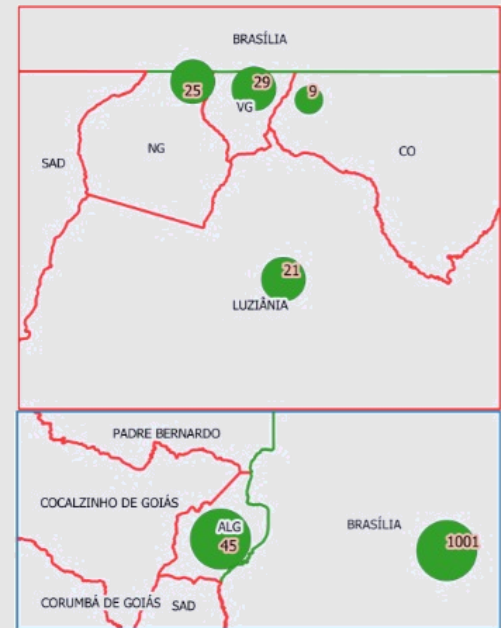 BRASÍLIA
25
29
9
VG
NG
CO
SAD
21
LUZIÂNIA
PADRE BERNARDO
COCALZINHO DE GOIÁS
ALG
45
BRASÍLIA
1001
CORUMBÁ DE GOIÁS
SAD